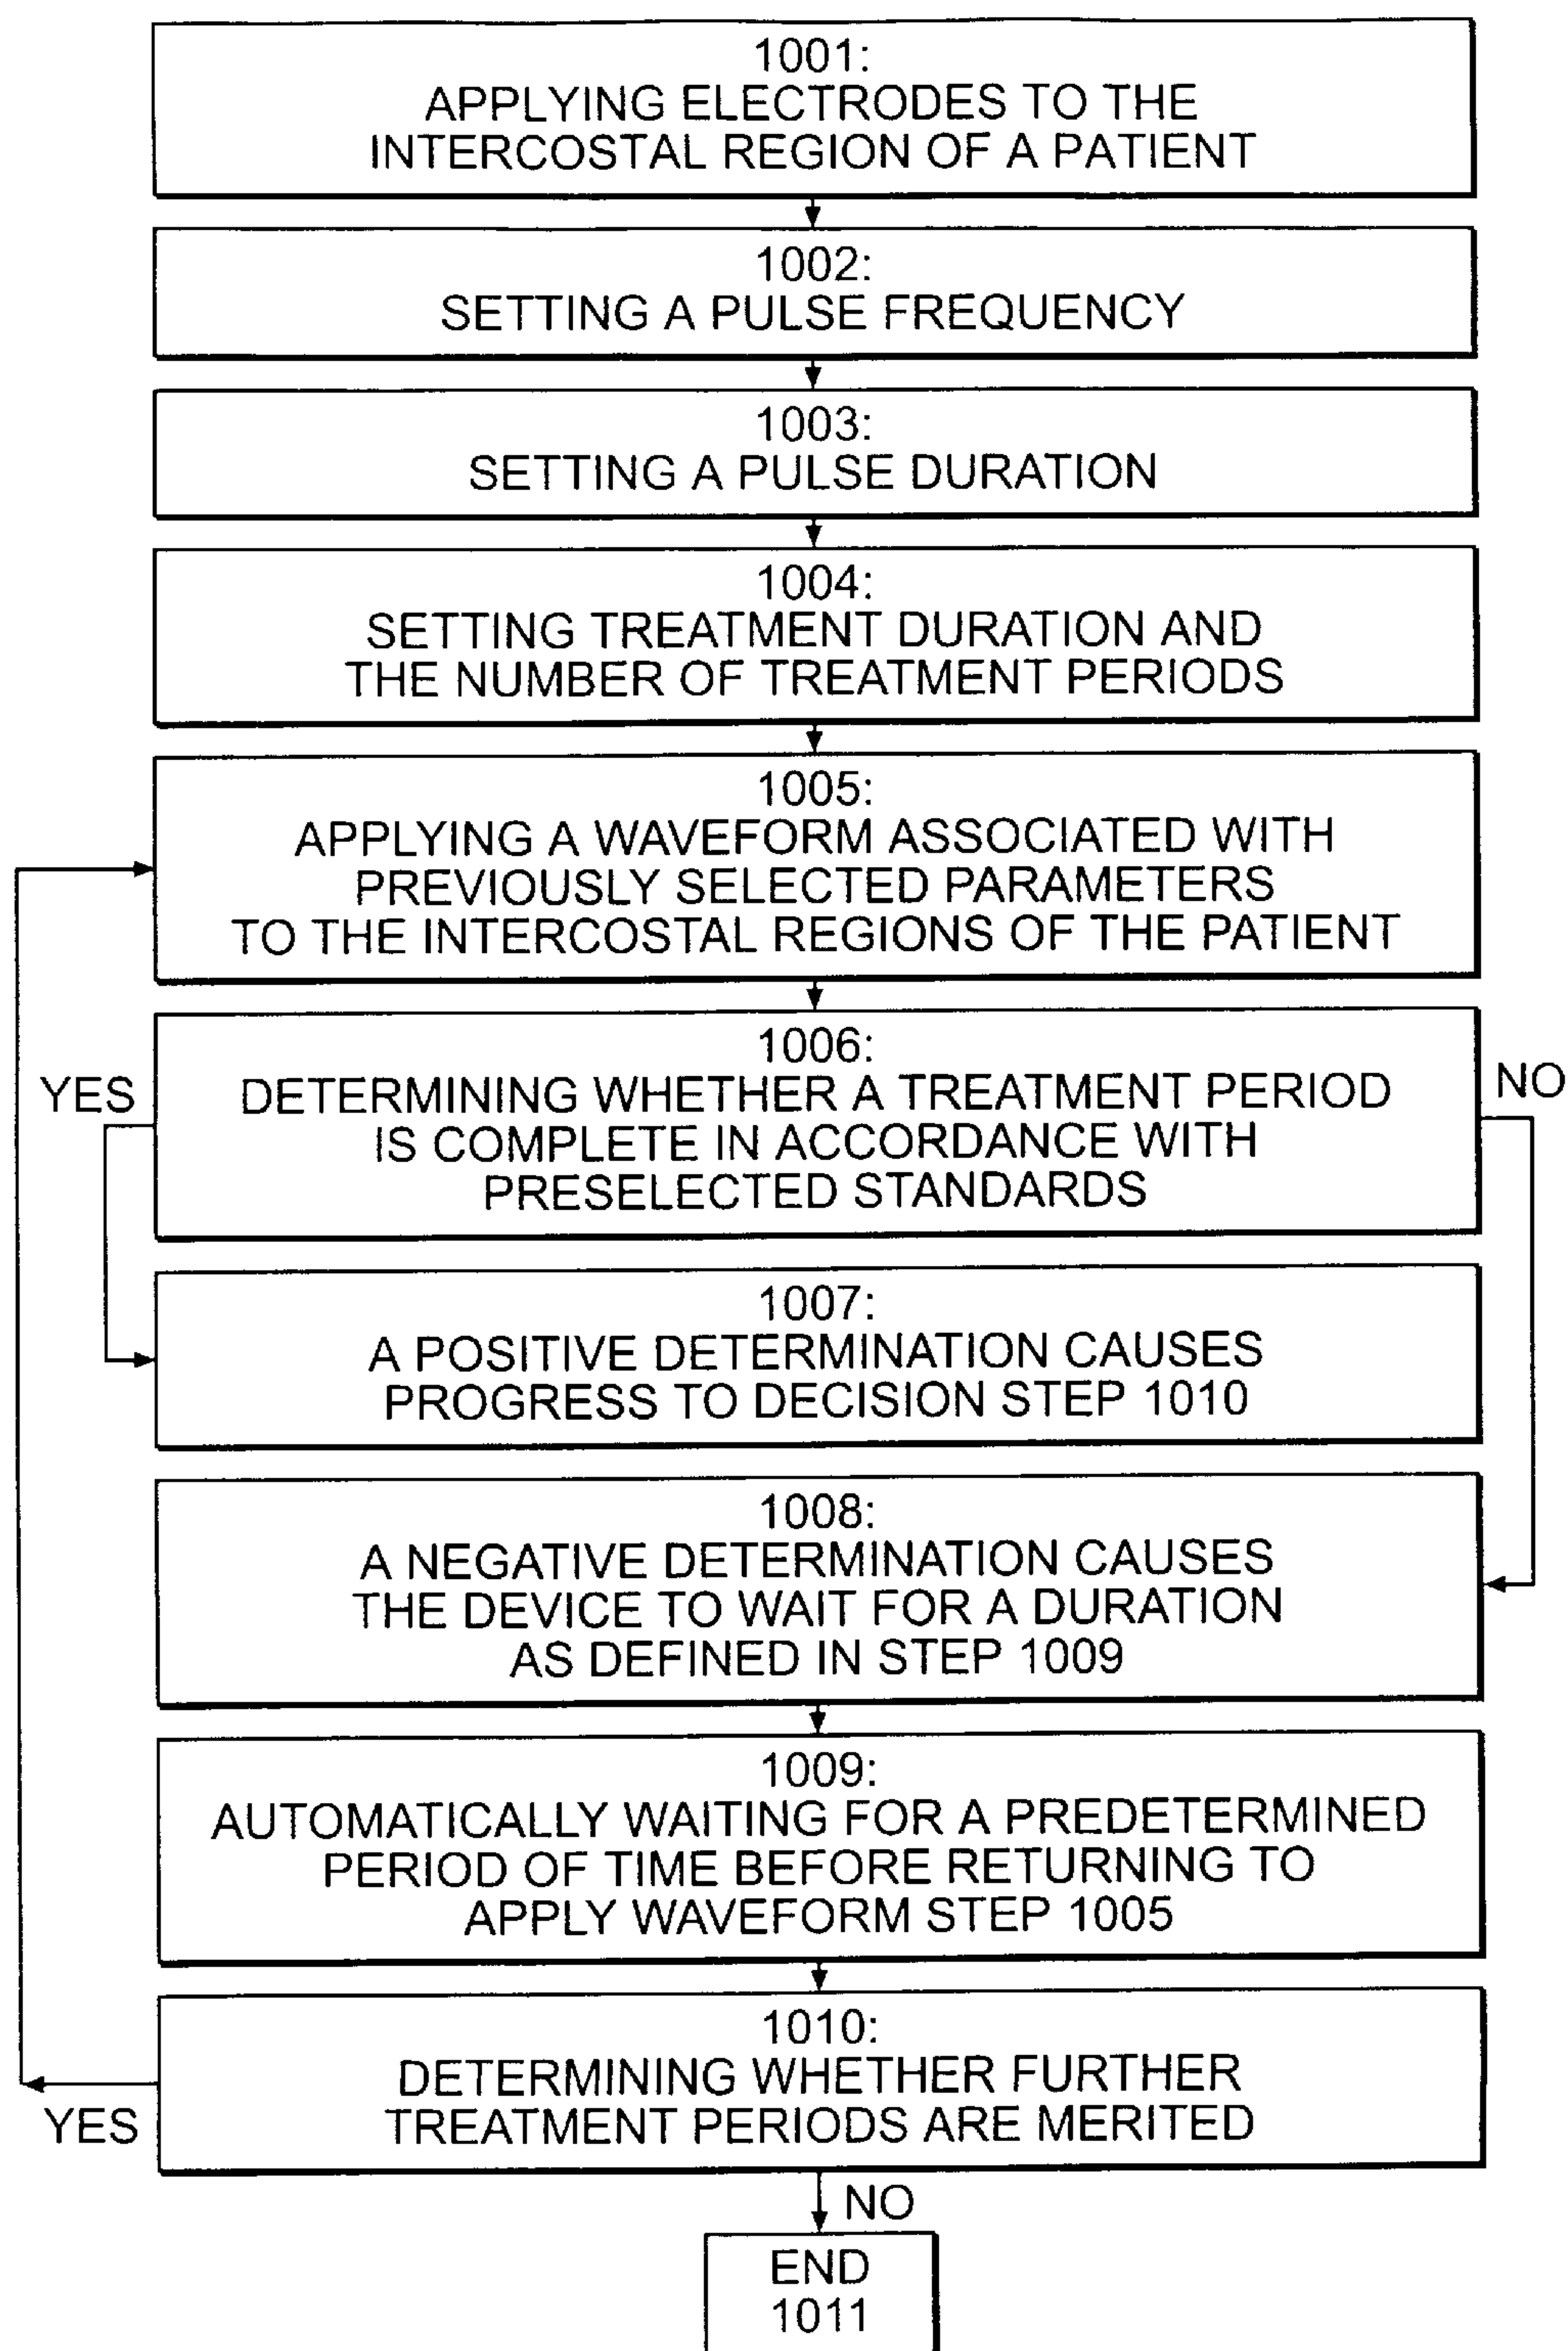 1001:
APPLYING ELECTRODES TO THE
INTERCOSTAL REGION OF A PATIENT
1002:
SETTING A PULSE FREQUENCY
1003:
SETTING A PULSE DURATION
1004:
SETTING TREATMENT DURATION AND
THE NUMBER OF TREATMENT PERIODS
1005:
APPLYING A WAVEFORM ASSOCIATED WITH
PREVIOUSLY SELECTED PARAMETERS
TO THE INTERCOSTAL REGIONS OF THE PATIENT
YES
1006:
DETERMINING WHETHER A TREATMENT PERIOD
IS COMPLETE IN ACCORDANCE WITH
PRESELECTED STANDARDS
NO
1007:
A POSITIVE DETERMINATION CAUSES
PROGRESS TO DECISION STEP 1010
1008:
A NEGATIVE DETERMINATION CAUSES
THE DEVICE TO WAIT FOR A DURATION
AS DEFINED IN STEP 1009
1009:
AUTOMATICALLY WAITING FOR A PREDETERMINED
PERIOD OF TIME BEFORE RETURNING TO
APPLY WAVEFORM STEP 1005
1010:
DETERMINING WHETHER FURTHER
TREATMENT PERIODS ARE MERITED
YES
NO
END
1011